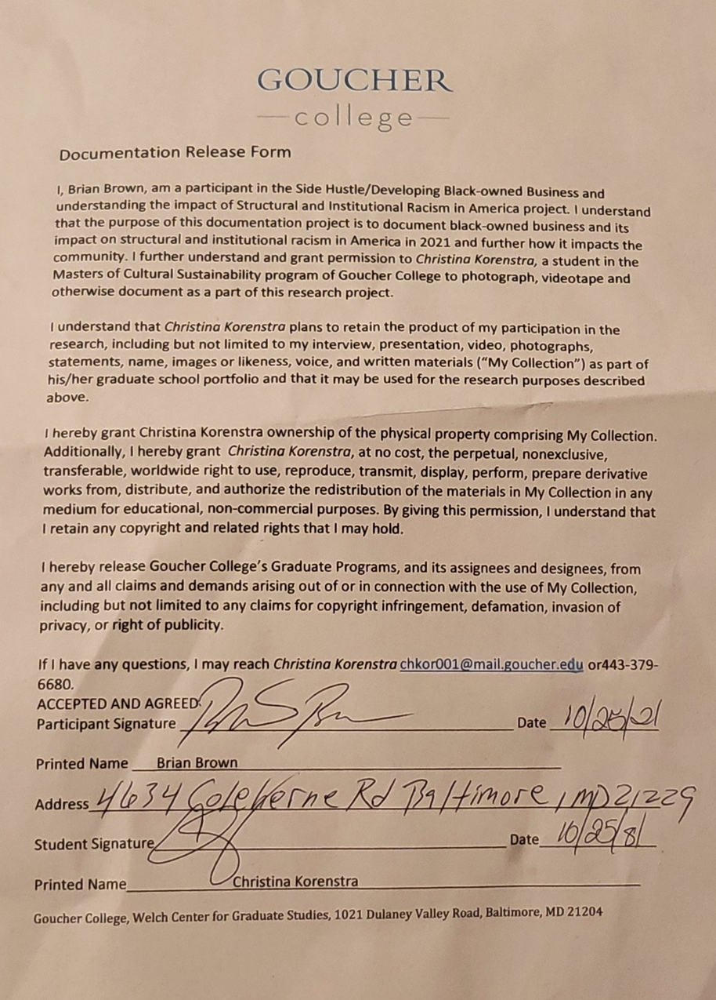 GOUCHER
college
Documentation Release Form
I, Brian Brown, am a participant in the Side Hustle/Developing Black-owned Business and
understanding the impact of Structural and Institutional Racism in America project. I understand
that the purpose of this documentation project is to document black-owned business and its
impact on structural and institutional racism in America in 2021 and further how it impacts the
community. I further understand and grant permission to Christina Korenstra, a student in the
Masters of Cultural Sustainability program of Goucher College to photograph, videotape and
otherwise document as a part of this research project.
I understand that Christina Korenstra plans to retain the product of my participation in the
research, including but not limited to my interview, presentation, video, photographs,
statements, name, images or likeness, voice, and written materials (“My Collection”) as part of
his/her graduate school portfolio and that it may be used for the research purposes described
above.
I hereby grant Christina Korenstra ownership of the physical property comprising My Collection.
Additionally, I hereby grant Christina Korenstra, at no cost, the perpetual, nonexclusive,
transferable, worldwide right to use, reproduce, transmit, display, perform, prepare derivative
works from, distribute, and authorize the redistribution of the materials in My Collection in any
medium for educational, non-commercial purposes. By giving this permission, I understand that
I retain any copyright and related rights that I may hold.
I hereby release Goucher College’s Graduate Programs, and its assignees and designees, from
any and all claims and demands arising out of or in connection with the use of My Collection,
including but not limited to any claims for copyright infringement, defamation, invasion of
privacy, or right of publicity.
If I have any questions, I may reach Christina Korenstra chkor001@mail.goucher.edu or443-379-
6680.
ACCEPTED AND AGREED:
Participant Signature Date 10/25/21
Printed Name Brian Brown
Address 4634 Rd Baltimore, MD 21229
Student Signature Date 10/25/
Printed Name Christina Korenstra
Goucher College, Welch Center for Graduate Studies, 1021 Dulaney Valley Road, Baltimore, MD 21204